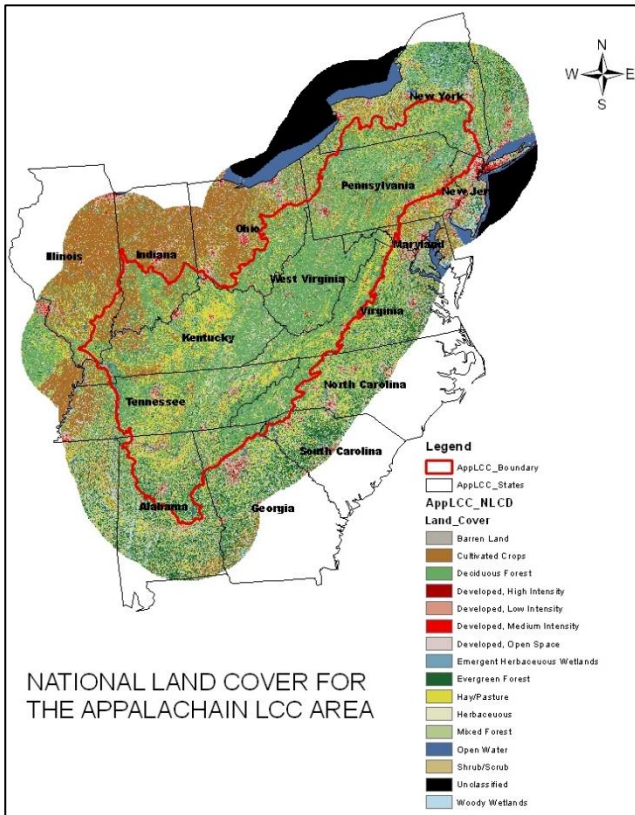 N
W E
S
New York
Pennsylvania
New Jer
Ohio
Maryland
Illinois
Indiana
West Virginia
Virginia
Kentucky
North Carolina
Tennessee
South Carolina
Alabama
Georgia
Legend
AppLCC_Boundary
AppLCC_States
AppLCC_NLCD
Land_Cover
Barren Land
Cultivated Crops
Deciduous Forest
Developed, High Intensity
Developed, Low Intensity
Developed, Medium Intensity
Developed, Open Space
Emergent Herbaceuous Wetlands
Evergreen Forest
Hay/Pasture
Herbaceuous
Mixed Forest
Open Water
Shrub/Scrub
Unclassified
Woody Wetlands
NATIONAL LAND COVER FOR
THE APPALACHAIN LCC AREA